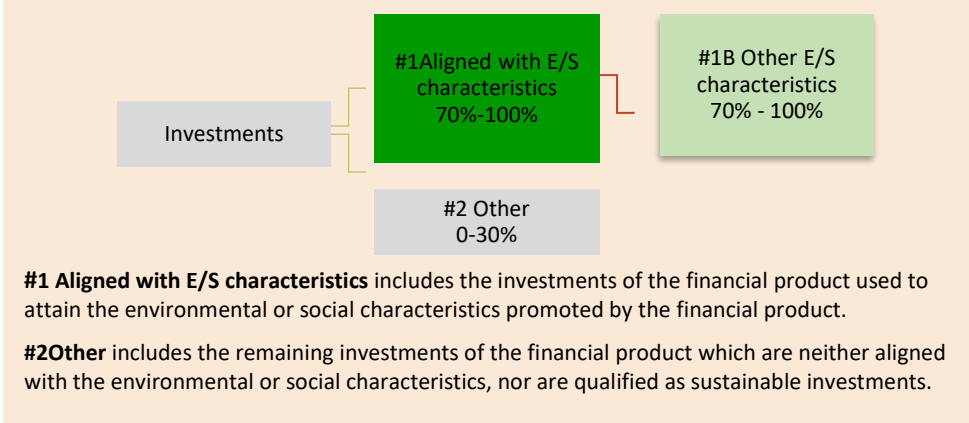 #1Aligned with E/S
characteristics
70%-100%
#1B Other E/S
characteristics
70% - 100%
Investments
#2 Other
0-30%
#1 Aligned with E/S characteristics includes the investments of the financial product used to
attain the environmental or social characteristics promoted by the financial product.
#2Other includes the remaining investments of the financial product which are neither aligned
with the environmental or social characteristics, nor are qualified as sustainable investments.